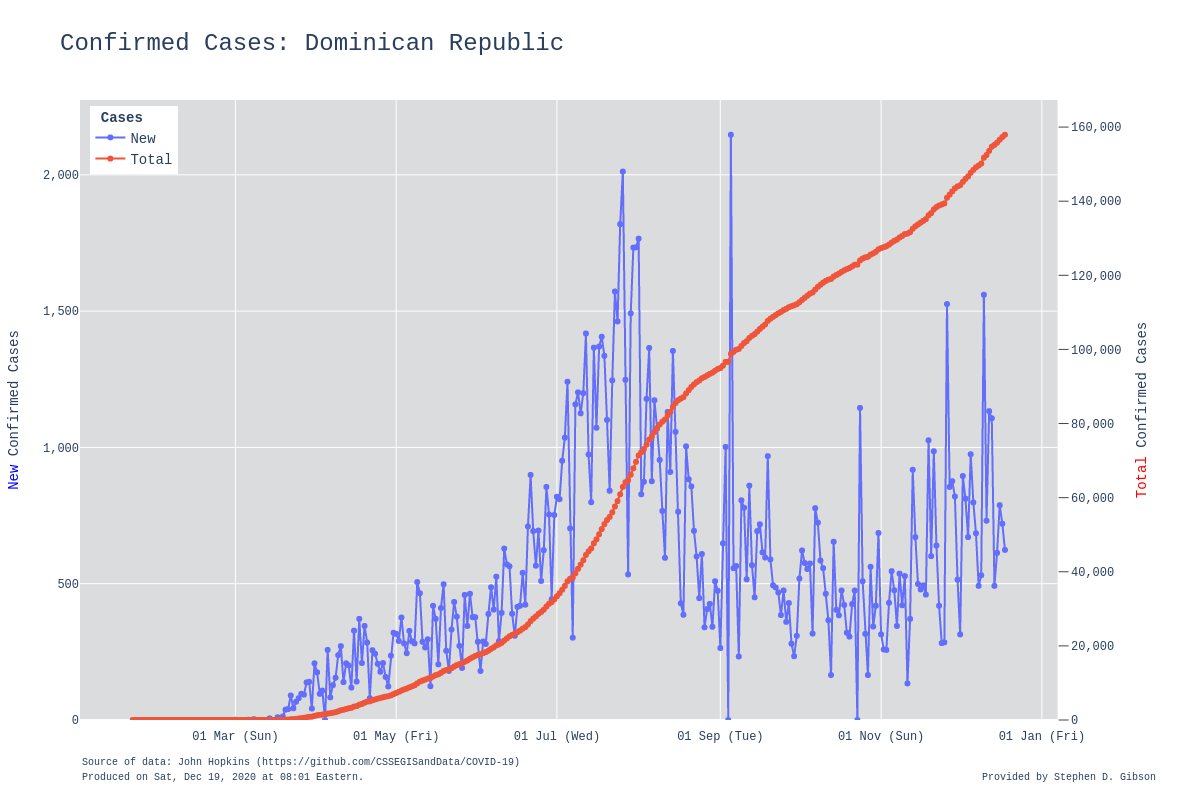 Confirmed Cases: Dominican Republic
Cases
New
Total
2,000
1,500
1,000
500
0
160,000
140,000
120,000
100,000
80,000
60,000
40,000
20,000
0
New Confirmed Cases
Total Confirmed Cases
01 Mar (Sun)
01 May (Fri)
01 Jul (Wed)
01 Sep (Tue)
01 Nov (Sun)
01 Jan (Fri)
Source of data: John Hopkins (https://github.com/CSSEGISandData/COVID-19)
Produced on Sat, Dec 19, 2020 at 08:01 Eastern.
Provided by Stephen D. Gibson